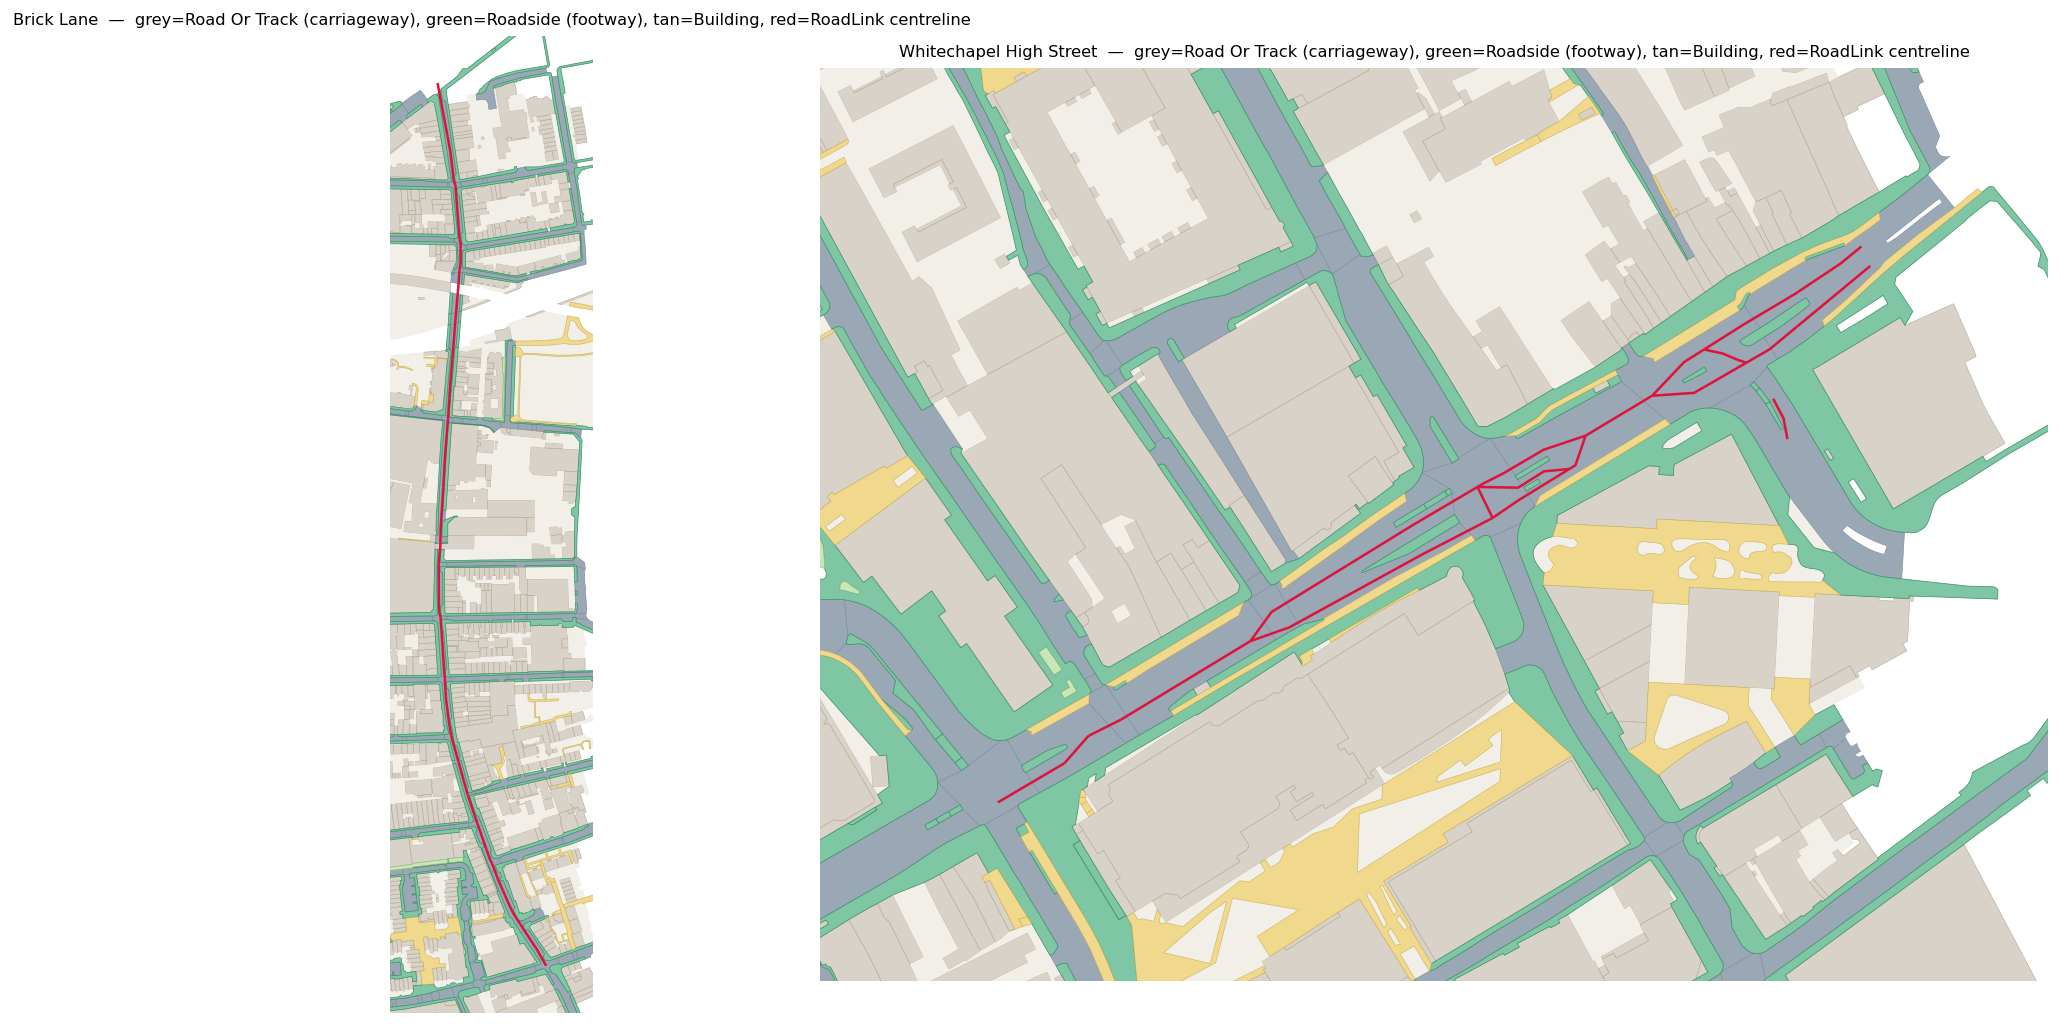 Brick Lane — grey=Road Or Track (carriageway), green=Roadside (footway), tan=Building, red=RoadLink centreline
Whitechapel High Street — grey=Road Or Track (carriageway), green=Roadside (footway), tan=Building, red=RoadLink centreline